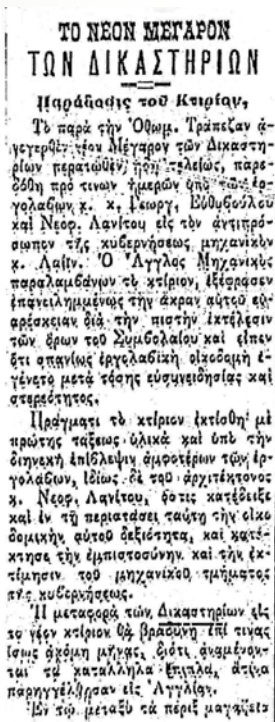 ΤΟ ΝΕΟΝ ΜΕΓΑΡΟΝ
ΤΩΝ ΔΙΚΑΣΤΗΡΙΩΝ
Παράδοσις τοῦ Κτιρίου,
Τὸ παρὰ τὴν Ὀθωμ. Τράπεζαν ἀ-
νεγερθὲν νέον Μέγαρον τῶν Δικαστη-
ρίων περατωθὲν ἤδη τελείως, παρε-
δόθη πρό τινων ἡμερῶν ὑπὸ τῶν ἐρ-
γολάβων κ. κ. Γεωργ. Εὐθυβούλου
καὶ Νεοφ. Λανίτου εἰς τὸν ἀντιπρό-
σωπον τῆς κυβερνήσεως μηχανικὸν
κ. Ὁ Ἄγγλος Μηχανικὸς
παραλαμβάνων τὸ κτίριον, ἐξέφρασεν
ἐπανειλημμένως τὴν ἄκραν αὐτοῦ εὐ-
αρέσκειαν διὰ τὴν πιστὴν ἐκτέλεσιν
τῶν ὅρων τοῦ Συμβολαίου καὶ εἶπεν
ὅτι σπανίως ἐργολαβικὴ οἰκοδομὴ ἐ-
γένετο μετὰ τόσης εὐσυνειδησίας καὶ
στερεότητος.
Πράγματι τὸ κτίριον ἐκτίσθη μὲ
πρώτης τάξεως ὑλικὰ καὶ ὑπὸ τὴν
διηνεκῆ ἐπίβλεψιν ἀμφοτέρων τῶν ἐρ-
γολάβων, ἰδίως δὲ τοῦ ἀρχιτέκτονος
κ. Νεοφ. Λανίτου, ὅστις κατέδειξε
καὶ ἐν τῇ περιστάσει ταύτῃ τὴν οἰκο
δομικὴν αὐτοῦ δεξιότητα, καὶ κατέ-
κτησε τὴν ἐμπιστοσύνην καὶ τὴν ἐκ-
τίμησιν τοῦ μηχανικοῦ τμήματος
τῆς κυβερνήσεως.
Ἡ μεταφορὰ τῶν Δικαστηρίων εἰς
τὸ νέον κτίριον θὰ βραδύνῃ ἐπί τινας
ἴσως ἀκόμη μῆνας, διότι ἀναμένον-
ται τὰ κατάλληλα ἔπιπλα, ἅτινα
παρηγγέλθησαν εἰς Ἀγγλίαν.
Ἐν τῷ μεταξὺ τὰ πέριξ μαγαζεῖα